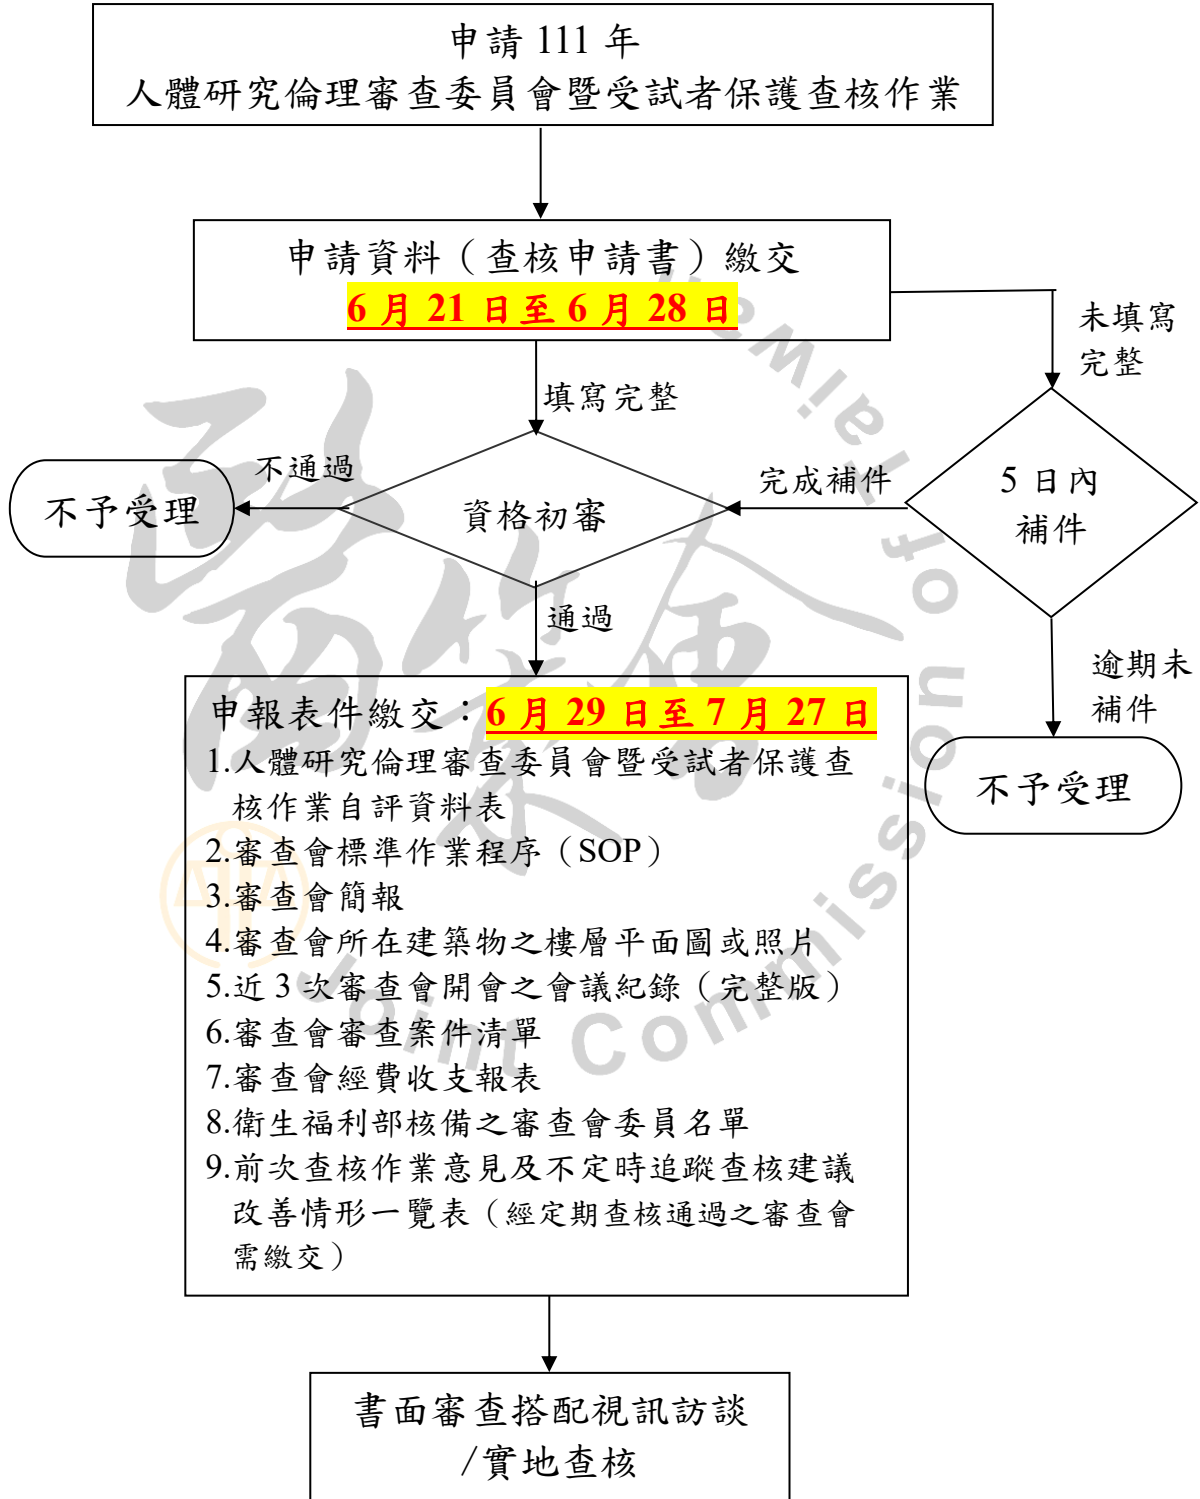 申請 111 年
人體研究倫理審查委員會暨受試者保護查核作業
申請資料（查核申請書）繳交
6 月 21 日至 6 月 28 日
未填寫
完整
填寫完整
不通過
不予受理
資格初審
完成補件
5 日內
補件
通過
逾期未
補件
不予受理
申報表件繳交：6 月 29 日至 7 月 27 日
1.人體研究倫理審查委員會暨受試者保護查
核作業自評資料表
2.審查會標準作業程序（SOP）
3.審查會簡報
4.審查會所在建築物之樓層平面圖或照片
5.近 3 次審查會開會之會議紀錄（完整版）
6.審查會審查案件清單
7.審查會經費收支報表
8.衛生福利部核備之審查會委員名單
9.前次查核作業意見及不定時追蹤查核建議
改善情形一覽表（經定期查核通過之審查會
需繳交）
書面審查搭配視訊訪談
/實地查核
醫策會
Joint Commission of Taiwan